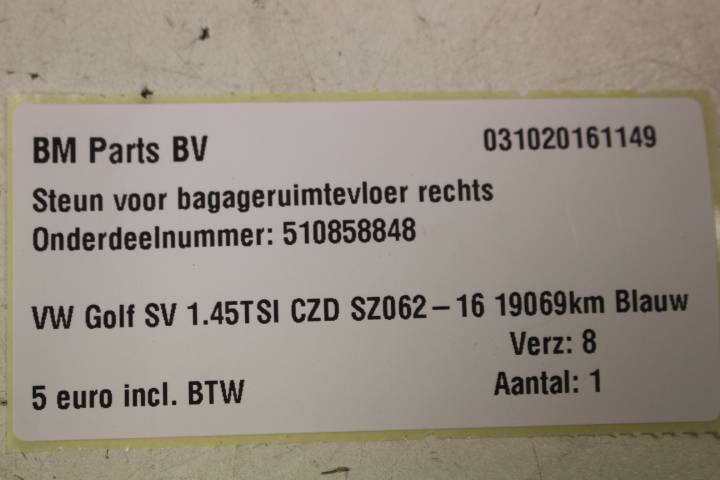 BM Parts BV 031020161149
Steun voor bagageruimtevloer rechts
Onderdeelnummer: 510858848
VW Golf SV 1.45TSI CZD SZ062-16 19069km Blauw
Verz: 8
5 euro incl. BTW Aantal: 1